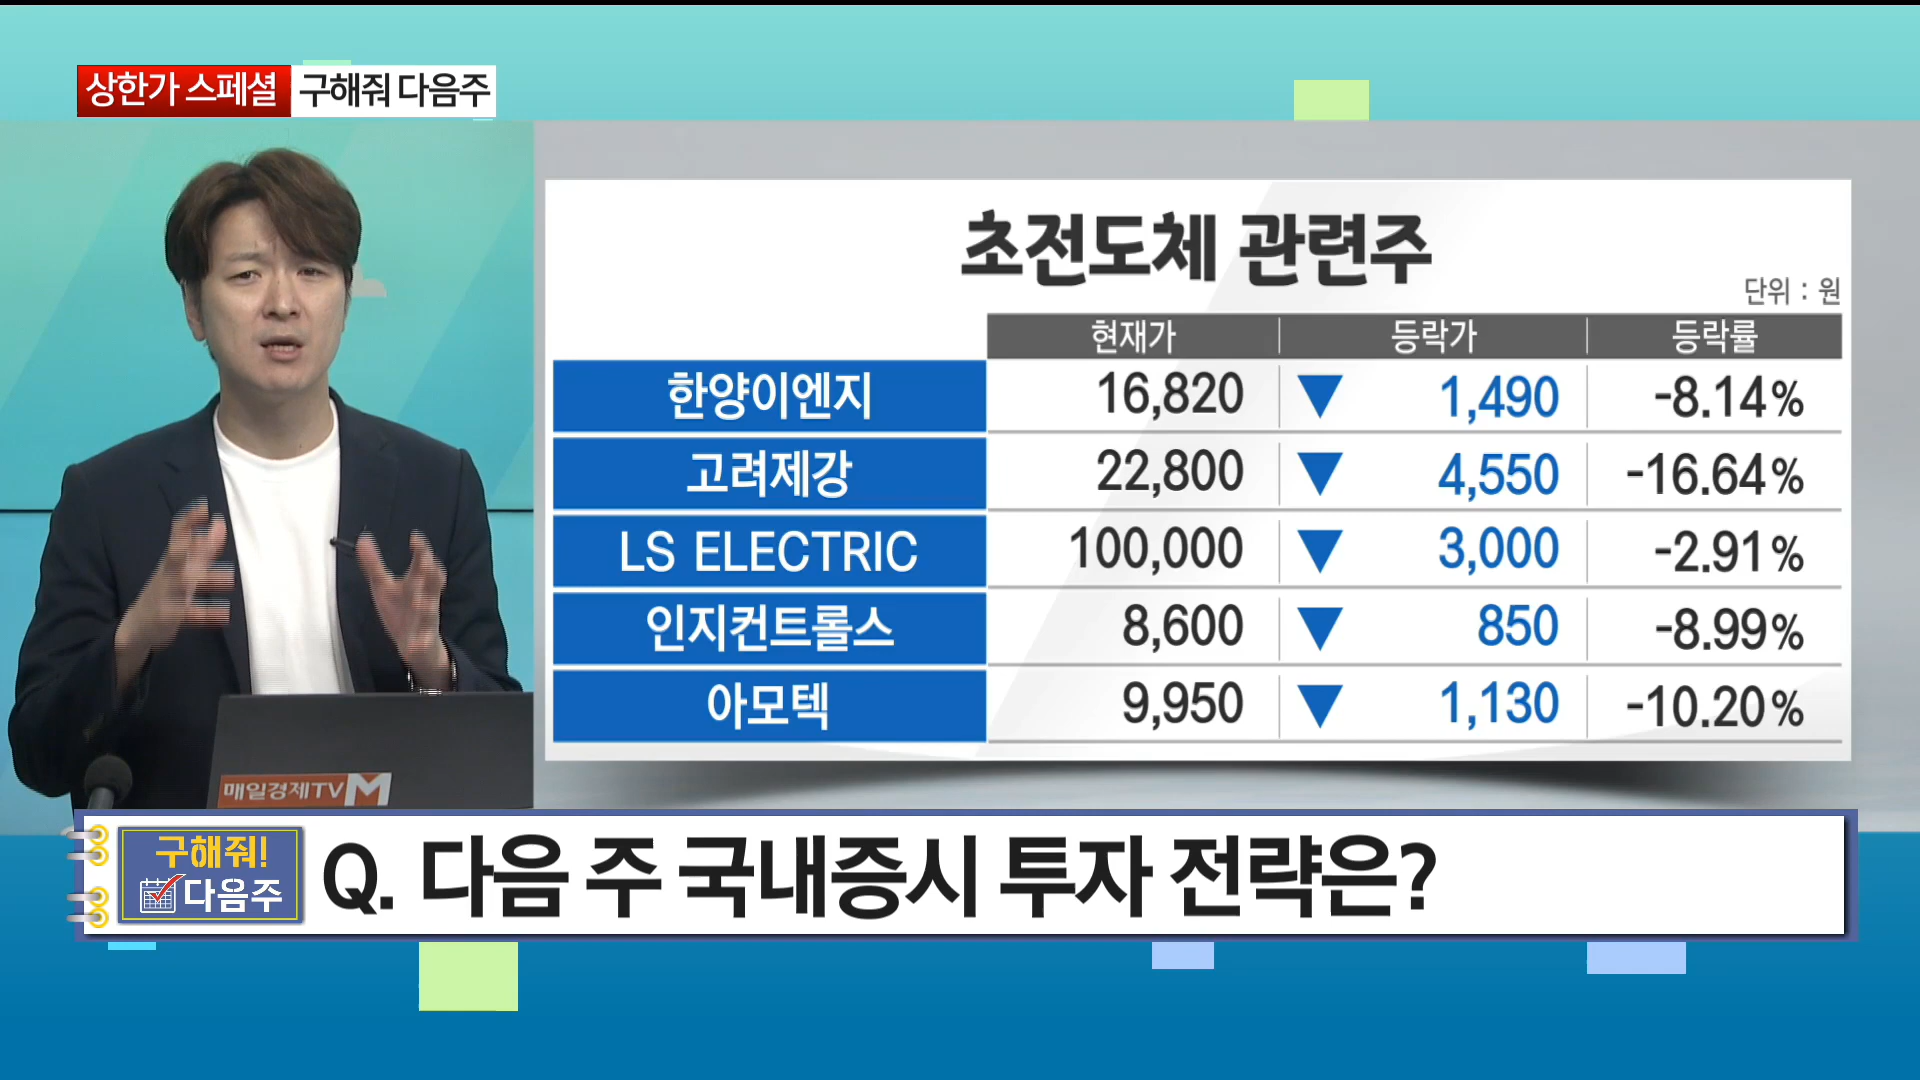 상한가 스페셜 구해줘 다음주
초전도체 관련주
단위 : 원
현재가 등락가 등락률
한양이엔지 16,820 ▼ 1,490 -8.14%
고려제강 22,800 ▼ 4,550 -16.64%
LS ELECTRIC 100,000 ▼ 3,000 -2.91%
인지컨트롤스 8,600 ▼ 850 -8.99%
아모텍 9,950 ▼ 1,130 -10.20%
매일경제TV M
구해줘!
다음주
Q. 다음 주 국내증시 투자 전략은?